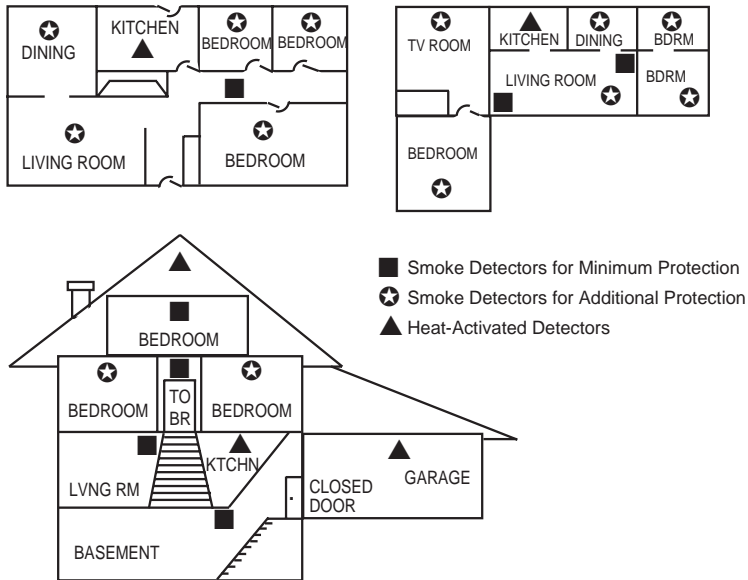 KITCHEN
DINING
BEDROOM
BEDROOM
LIVING ROOM
BEDROOM
TV ROOM
KITCHEN
DINING
BDRM
LIVING ROOM
BDRM
BEDROOM
Smoke Detectors for Minimum Protection
Smoke Detectors for Additional Protection
Heat-Activated Detectors
BEDROOM
BEDROOM
TO
BR
BEDROOM
LVNG RM
KTCHN
CLOSED
DOOR
GARAGE
BASEMENT